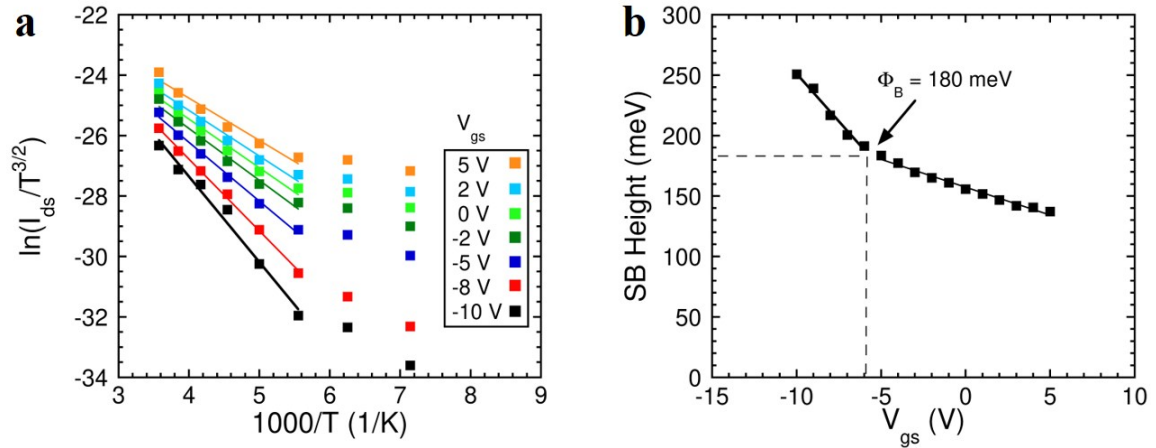 a
-22
-24
-26
-28
-30
-32
-34
ln(I_ds/T^3/2)
3 4 5 6 7 8 9
1000/T (1/K)
V_gs
5 V
2 V
0 V
-2 V
-5 V
-8 V
-10 V
b
300
250
200
150
100
50
0
SB Height (meV)
Φ_B = 180 meV
-15 -10 -5 0 5 10
V_gs (V)